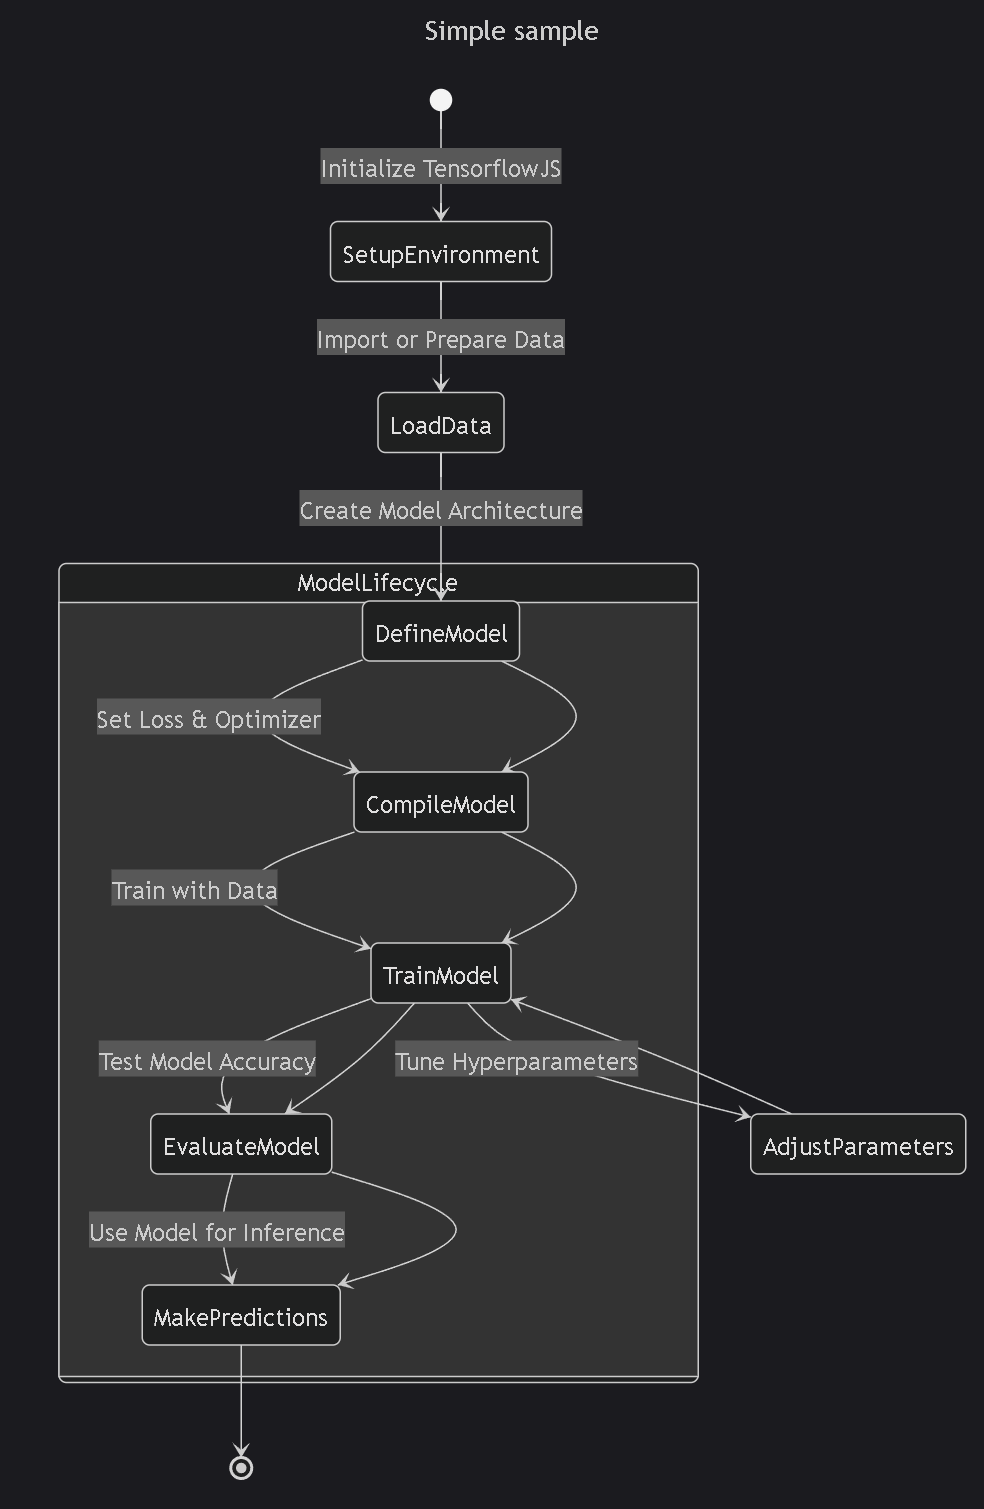 Simple sample
Initialize TensorflowJS
SetupEnvironment
Import or Prepare Data
LoadData
Create Model Architecture
ModelLifecycle
DefineModel
Set Loss & Optimizer
CompileModel
Train with Data
TrainModel
Test Model Accuracy
Tune Hyperparameters
EvaluateModel
AdjustParameters
Use Model for Inference
MakePredictions